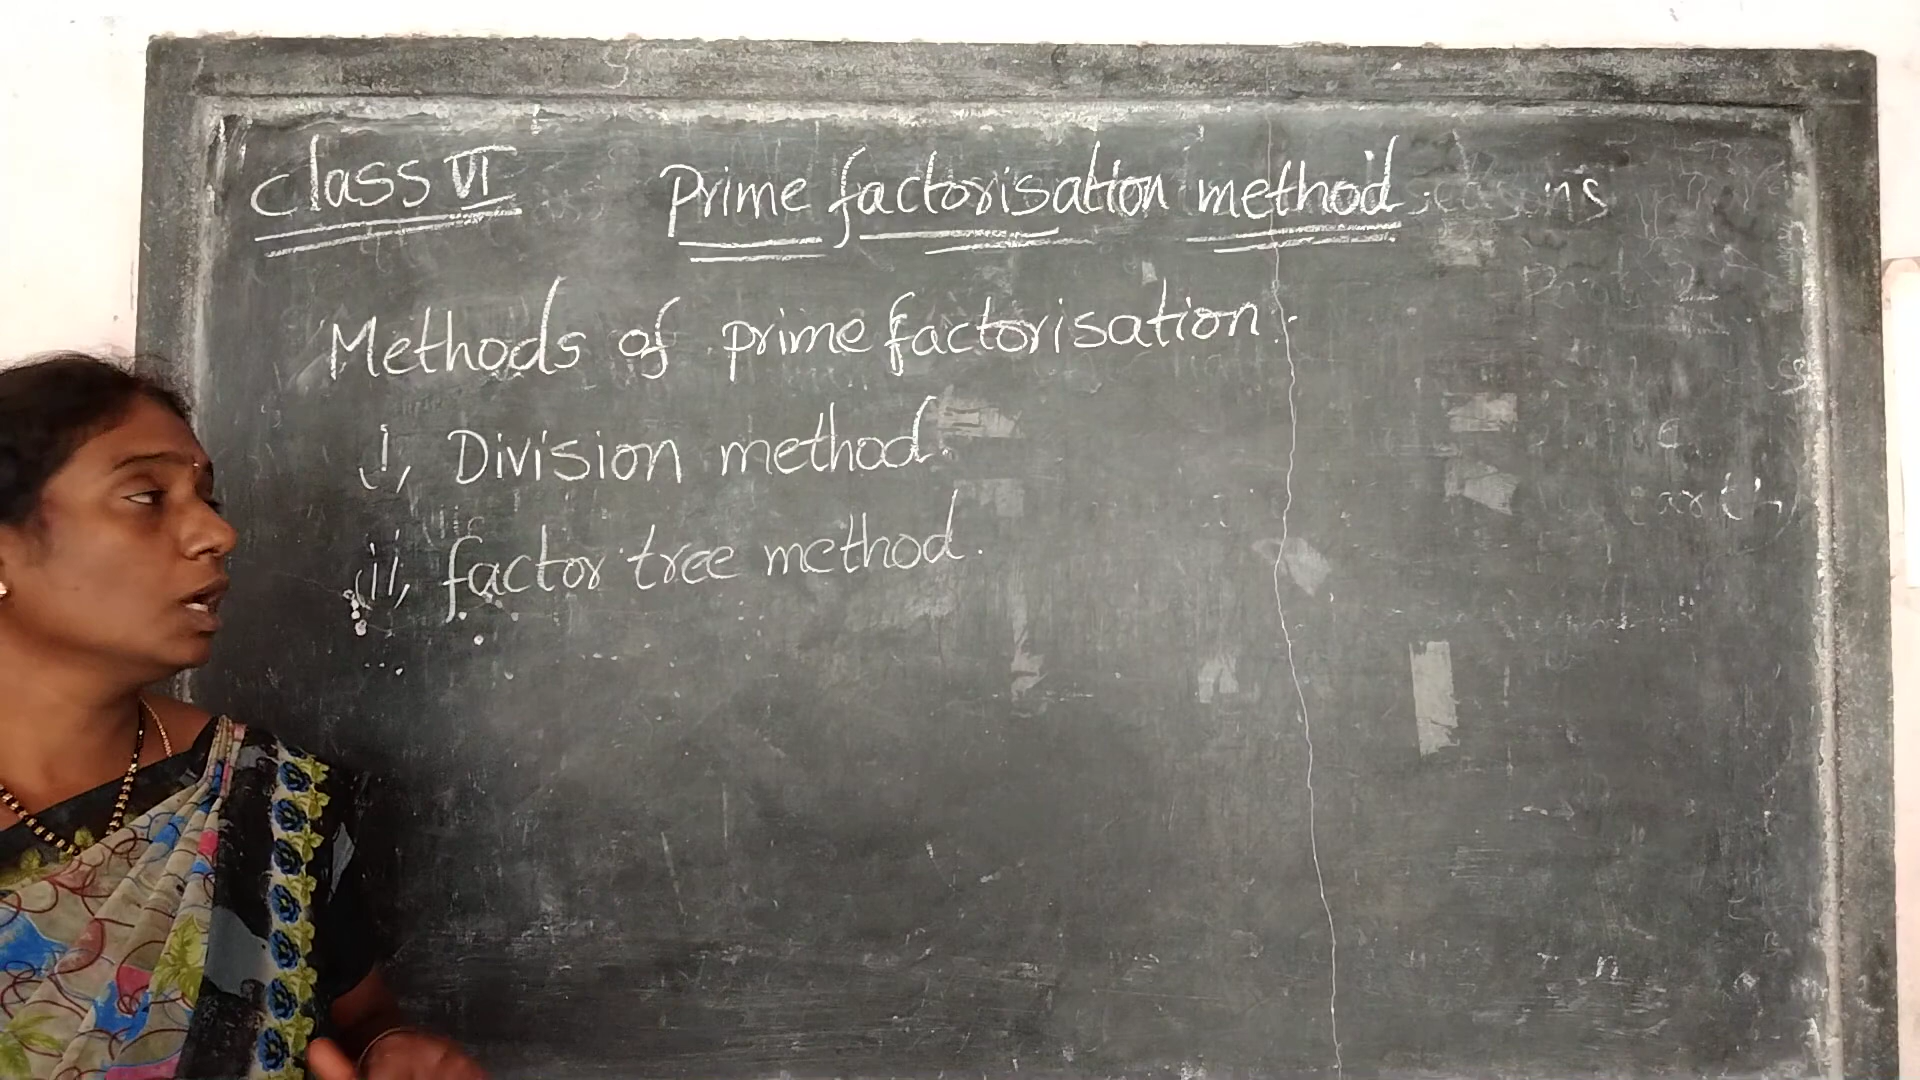 Class VI Prime factorisation method.
Methods of prime factorisation:
i, Division method.
ii, factor tree method.